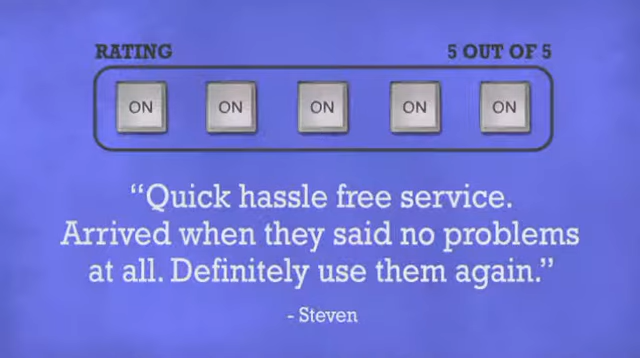 RATING 5 OUT OF 5
ON ON ON ON ON
“Quick hassle free service.
Arrived when they said no problems
at all. Definitely use them again.”
- Steven